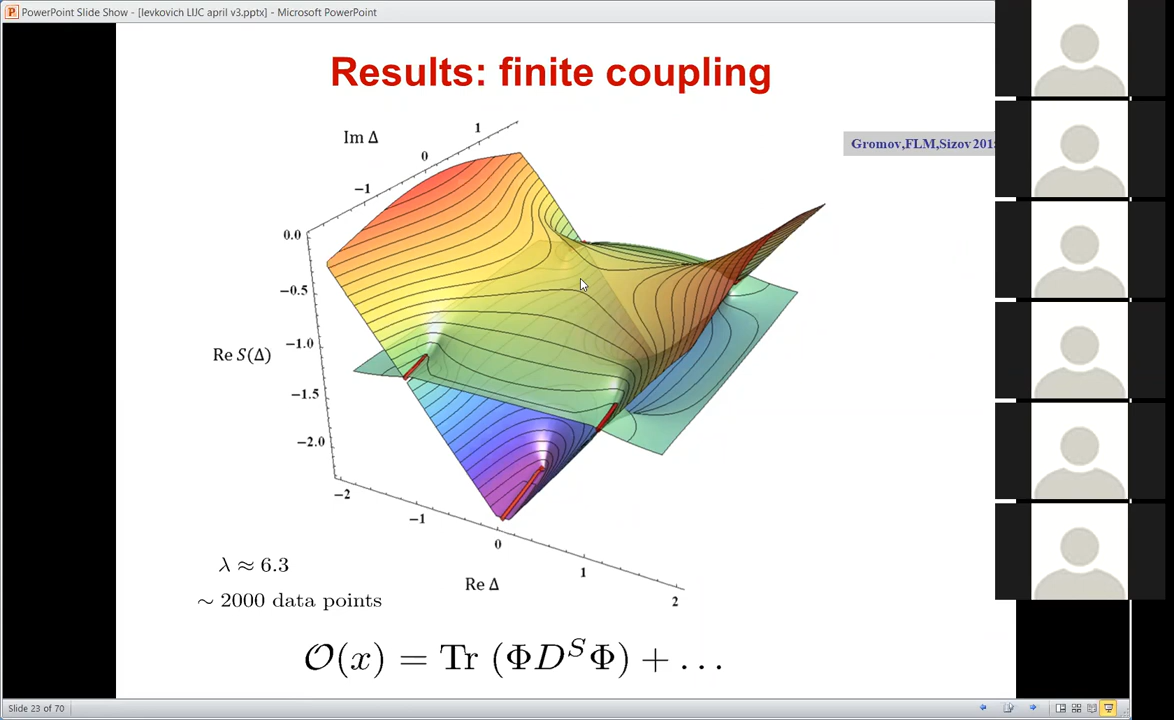 PowerPoint Slide Show - [levkovich LIJC april v3.pptx] - Microsoft PowerPoint
Results: finite coupling
Gromov,FLM,Sizov 201
Im Δ
1
0
−1
0.0
−0.5
−1.0
−1.5
−2.0
Re S(Δ)
−2
−1
0
1
2
Re Δ
λ ≈ 6.3
∼ 2000 data points
𝒪(x) = Tr (ΦD^SΦ) + …
Slide 23 of 70